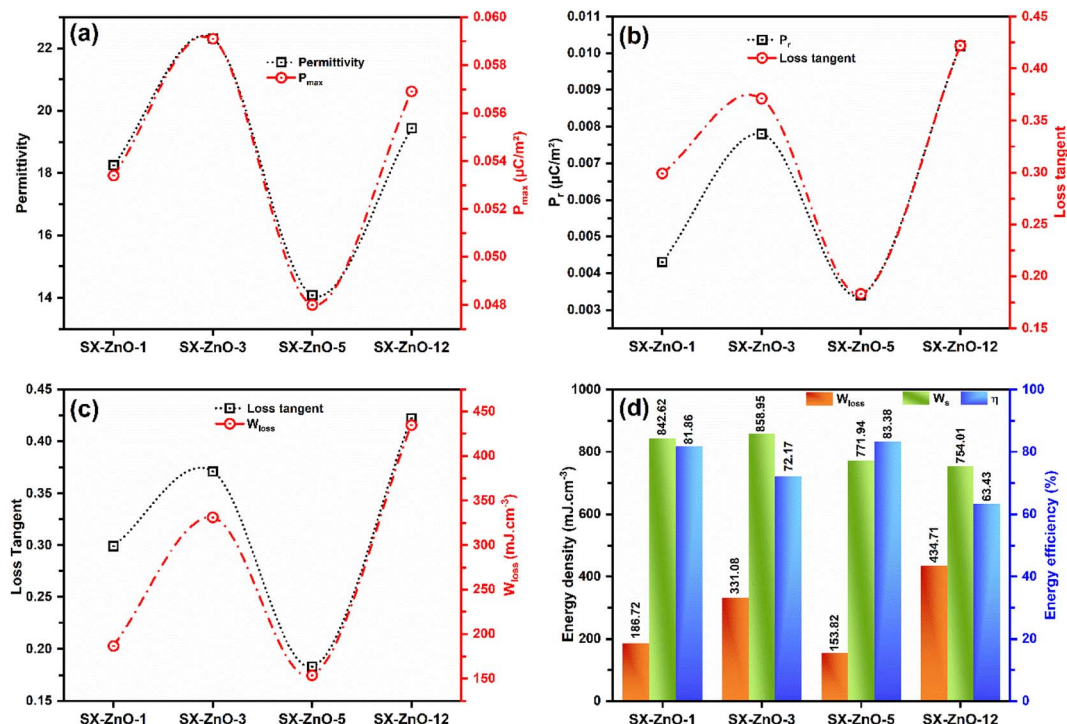 (a)
Permittivity
P_max
22
20
18
16
14
Permittivity
0.060
0.058
0.056
0.054
0.052
0.050
0.048
P_max (μC/m²)
SX-ZnO-1 SX-ZnO-3 SX-ZnO-5 SX-ZnO-12
(b)
P_r
Loss tangent
0.011
0.010
0.009
0.008
0.007
0.006
0.005
0.004
0.003
P_r (μC/m²)
0.45
0.40
0.35
0.30
0.25
0.20
0.15
Loss tangent
SX-ZnO-1 SX-ZnO-3 SX-ZnO-5 SX-ZnO-12
(c)
Loss tangent
W_loss
0.45
0.40
0.35
0.30
0.25
0.20
0.15
Loss Tangent
450
400
350
300
250
200
150
W_loss (mJ.cm⁻³)
SX-ZnO-1 SX-ZnO-3 SX-ZnO-5 SX-ZnO-12
(d)
W_loss W_s η
1000
800
600
400
200
0
Energy density (mJ.cm⁻³)
186.72
842.62
81.86
331.08
858.95
72.17
153.82
771.94
83.38
434.71
754.01
63.43
100
80
60
40
20
0
Energy efficiency (%)
SX-ZnO-1 SX-ZnO-3 SX-ZnO-5 SX-ZnO-12